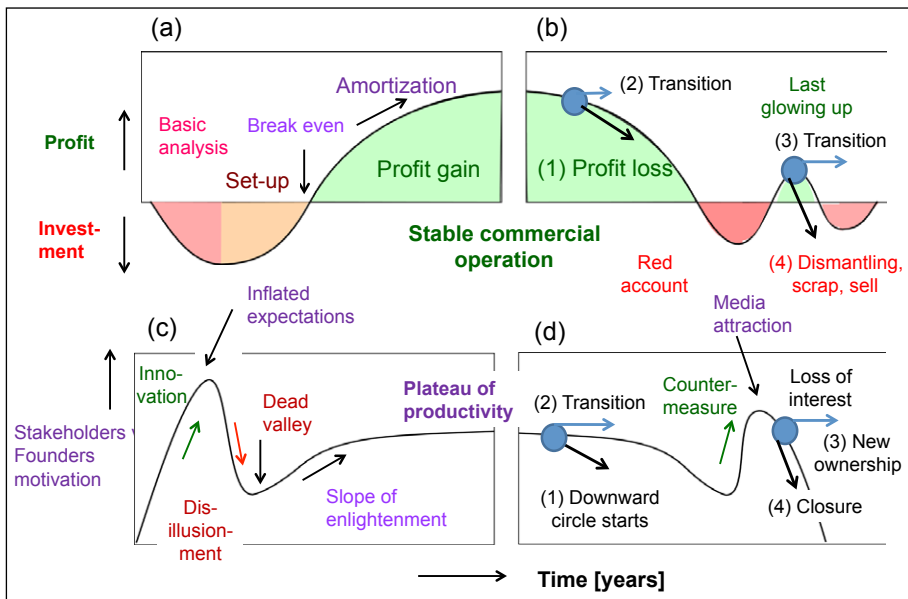 (a)
(b)
Amortization
Basic
analysis
Break even
Set-up
Profit gain
(2) Transition
Last
glowing up
(3) Transition
(1) Profit loss
Profit
Invest-
ment
Stable commercial
operation
Red
account
(4) Dismantling,
scrap, sell
(c)
Inflated
expectations
(d)
Media
attraction
Inno-
vation
Dead
valley
Plateau of
productivity
Stakeholders
Founders
motivation
Dis-
illusion-
ment
Slope of
enlightenment
(2) Transition
Counter-
measure
Loss of
interest
(3) New
ownership
(1) Downward
circle starts
(4) Closure
Time [years]